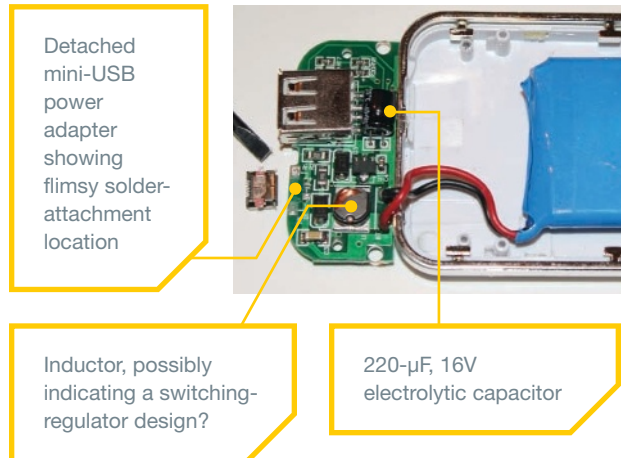 Detached
mini-USB
power
adapter
showing
flimsy solder-
attachment
location
Inductor, possibly
indicating a switching-
regulator design?
220-µF, 16V
electrolytic capacitor